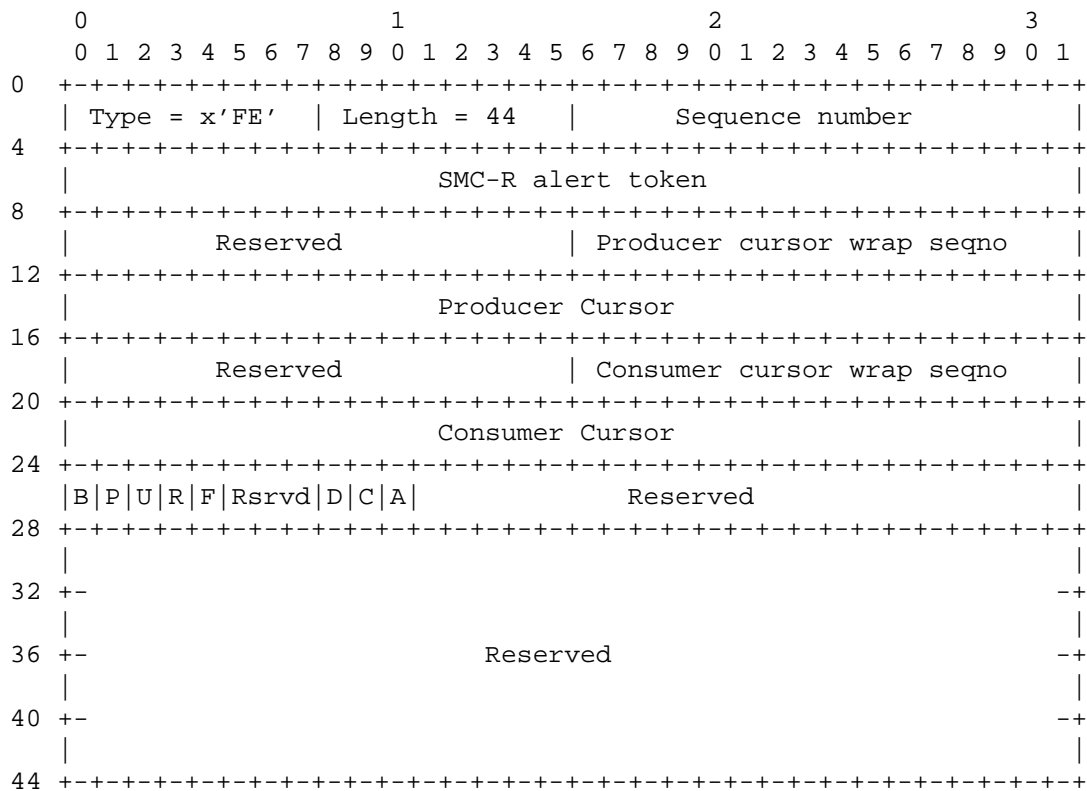 0                   1                   2                   3
    0 1 2 3 4 5 6 7 8 9 0 1 2 3 4 5 6 7 8 9 0 1 2 3 4 5 6 7 8 9 0 1
0  +-+-+-+-+-+-+-+-+-+-+-+-+-+-+-+-+-+-+-+-+-+-+-+-+-+-+-+-+-+-+-+-+
   | Type = x’FE’  | Length = 44   |      Sequence number          |
4  +-+-+-+-+-+-+-+-+-+-+-+-+-+-+-+-+-+-+-+-+-+-+-+-+-+-+-+-+-+-+-+-+
   |                       SMC-R alert token                       |
8  +-+-+-+-+-+-+-+-+-+-+-+-+-+-+-+-+-+-+-+-+-+-+-+-+-+-+-+-+-+-+-+-+
   |         Reserved              | Producer cursor wrap seqno    |
12 +-+-+-+-+-+-+-+-+-+-+-+-+-+-+-+-+-+-+-+-+-+-+-+-+-+-+-+-+-+-+-+-+
   |                       Producer Cursor                         |
16 +-+-+-+-+-+-+-+-+-+-+-+-+-+-+-+-+-+-+-+-+-+-+-+-+-+-+-+-+-+-+-+-+
   |         Reserved              | Consumer cursor wrap seqno    |
20 +-+-+-+-+-+-+-+-+-+-+-+-+-+-+-+-+-+-+-+-+-+-+-+-+-+-+-+-+-+-+-+-+
   |                       Consumer Cursor                         |
24 +-+-+-+-+-+-+-+-+-+-+-+-+-+-+-+-+-+-+-+-+-+-+-+-+-+-+-+-+-+-+-+-+
   |B|P|U|R|F|Rsrvd|D|C|A|             Reserved                    |
28 +-+-+-+-+-+-+-+-+-+-+-+-+-+-+-+-+-+-+-+-+-+-+-+-+-+-+-+-+-+-+-+-+
   |                                                               |
32 +-                                                             -+
   |                                                               |
36 +-                         Reserved                            -+
   |                                                               |
40 +-                                                             -+
   |                                                               |
44 +-+-+-+-+-+-+-+-+-+-+-+-+-+-+-+-+-+-+-+-+-+-+-+-+-+-+-+-+-+-+-+-+